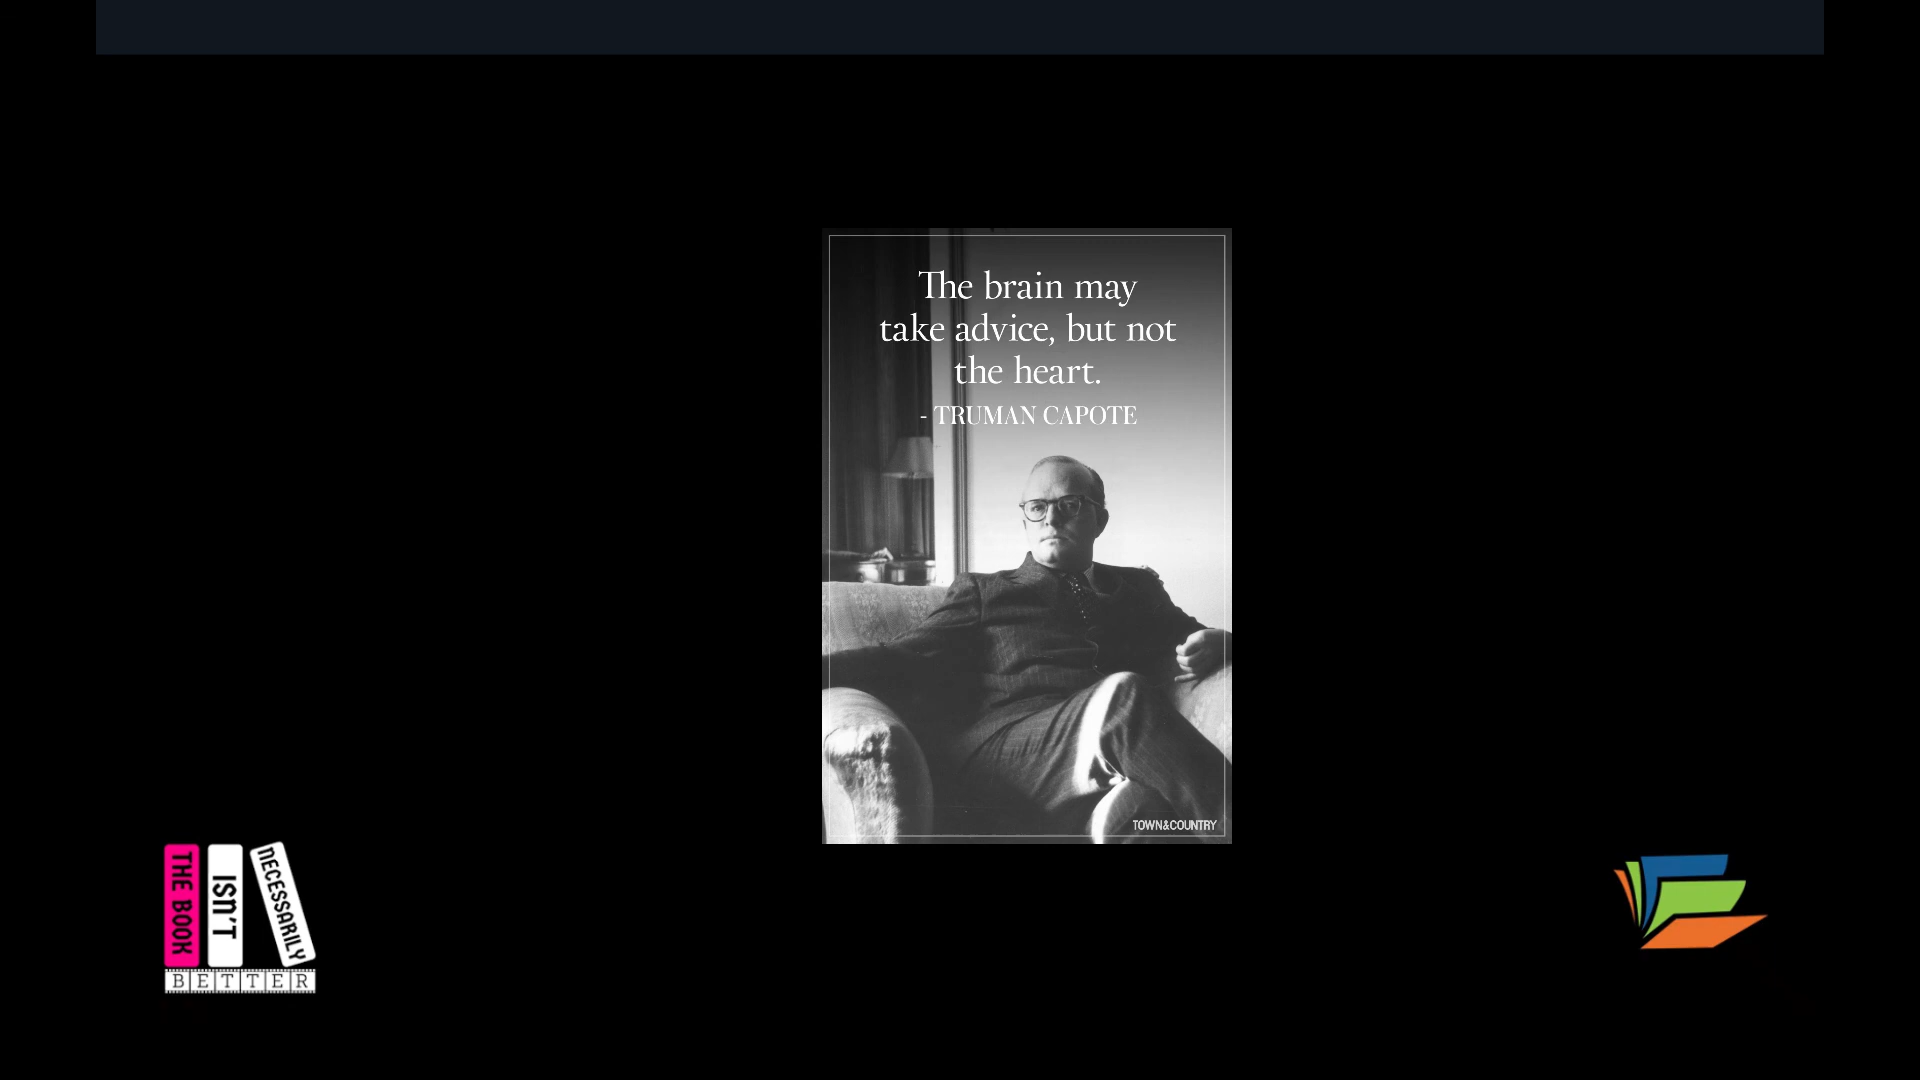 The brain may
take advice, but not
the heart.
- TRUMAN CAPOTE
TOWN&COUNTRY
THE BOOK
ISN'T
NECESSARILY
BETTER